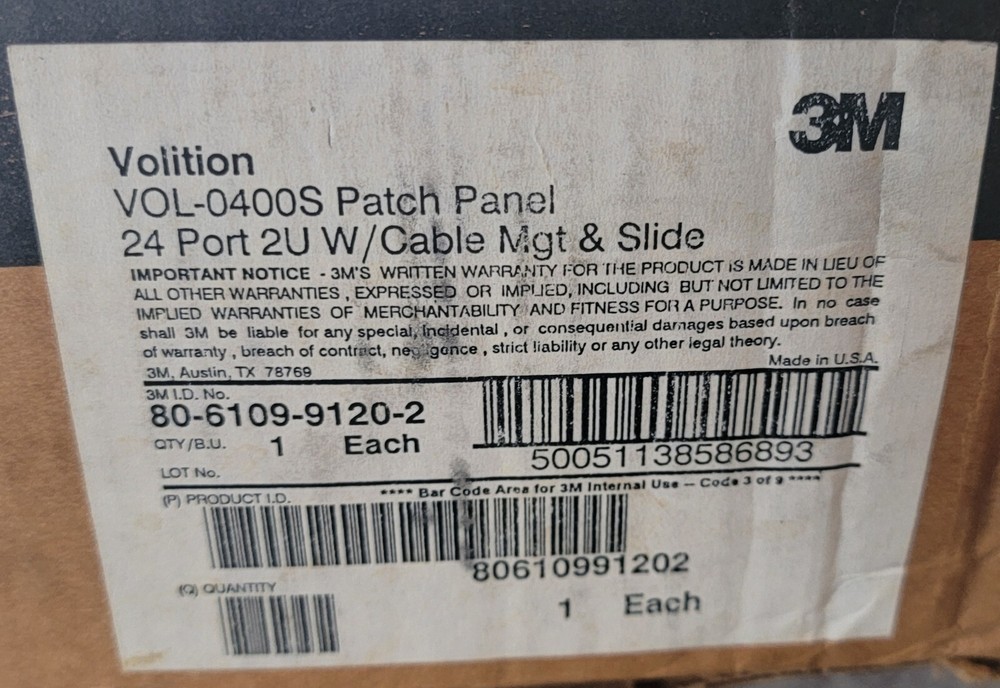 3M
Volition
VOL-0400S Patch Panel
24 Port 2U W/Cable Mgt & Slide
IMPORTANT NOTICE - 3M'S WRITTEN WARRANTY FOR THE PRODUCT IS MADE IN LIEU OF
ALL OTHER WARRANTIES , EXPRESSED OR IMPLIED, INCLUDING BUT NOT LIMITED TO THE
IMPLIED WARRANTIES OF MERCHANTABILITY AND FITNESS FOR A PURPOSE. In no case
shall 3M be liable for any special, incidental , or consequential damages based upon breach
of warranty , breach of contract, negligence , strict liability or any other legal theory.
3M, Austin, TX 78769 Made in U.S.A.
3M I.D. No.
80-6109-9120-2
QTY/B.U. 1 Each
50051138586893
LOT No.
**** Bar Code Area for 3M Internal Use -- Code 3 of 9 ****
(P) PRODUCT I.D.
80610991202
(Q) QUANTITY
1 Each